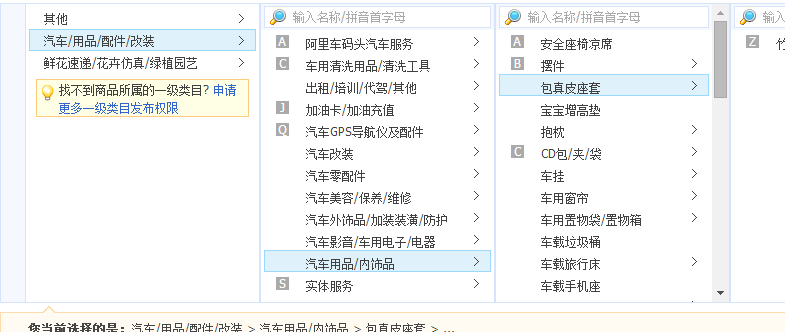 其他
汽车/用品/配件/改装
鲜花速递/花卉仿真/绿植园艺
找不到商品所属的一级类目? 申请
更多一级类目发布权限
输入名称/拼音首字母
A 阿里车码头汽车服务
C 车用清洗用品/清洗工具
出租/培训/代驾/其他
J 加油卡/加油充值
Q 汽车GPS导航仪及配件
汽车改装
汽车零配件
汽车美容/保养/维修
汽车外饰品/加装装潢/防护
汽车影音/车用电子/电器
汽车用品/内饰品
S 实体服务
输入名称/拼音首字母
A 安全座椅凉席
B 摆件
包真皮座套
宝宝增高垫
抱枕
C CD包/夹/袋
车挂
车用窗帘
车用置物袋/置物箱
车载垃圾桶
车载旅行床
车载手机座
输入名
Z
您当前选择的是: 汽车/用品/配件/改装 > 汽车用品/内饰品 > 包真皮座套 > ...